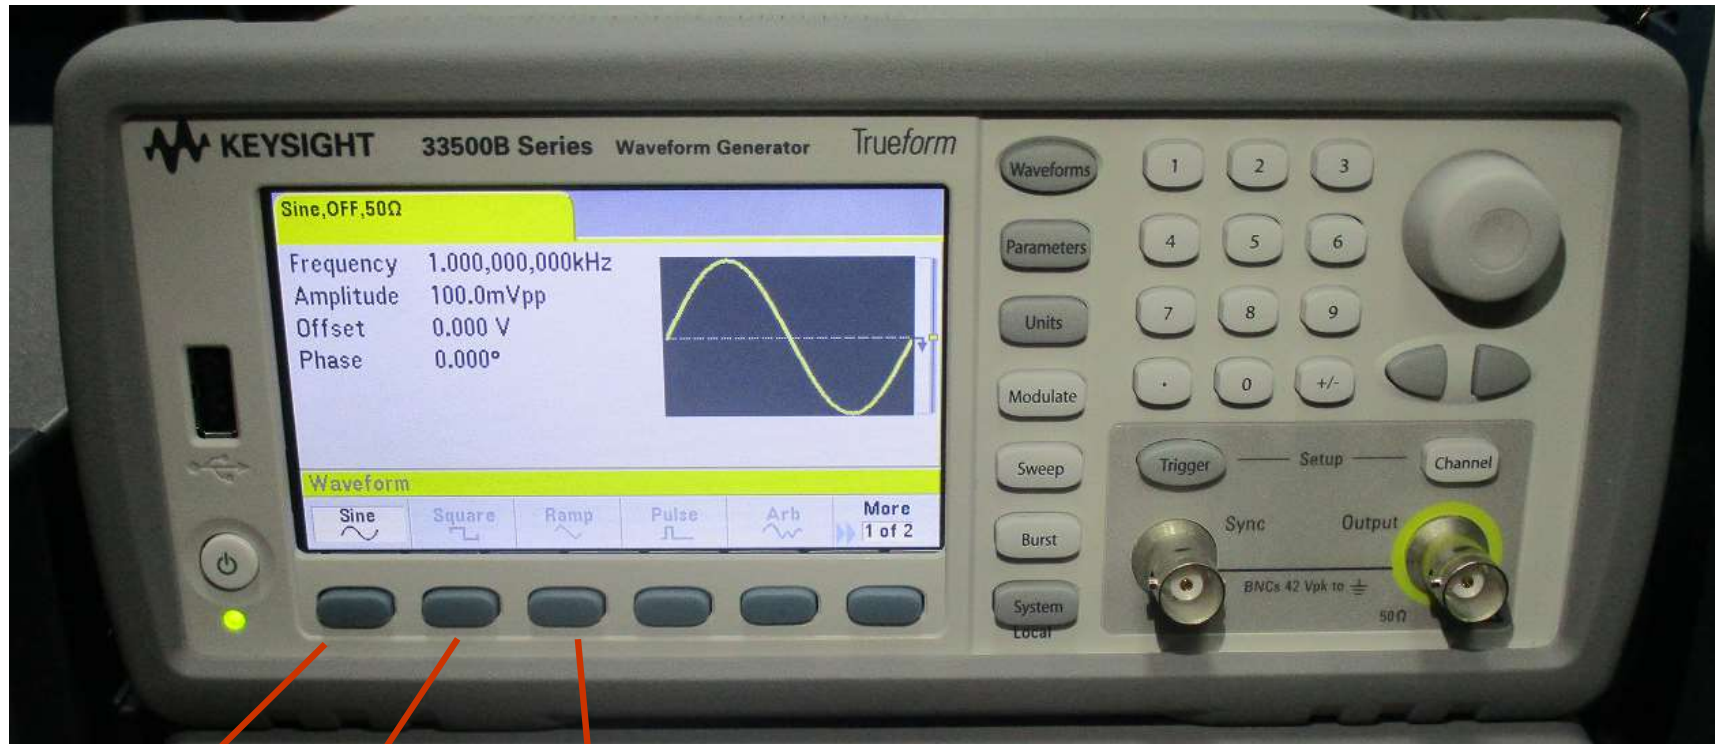 KEYSIGHT 33500B Series Waveform Generator Trueform
Sine,OFF,50Ω
Frequency 1.000,000,000kHz
Amplitude 100.0mVpp
Offset 0.000 V
Phase 0.000°
Waveform
Sine Square Ramp Pulse Arb More
1 of 2
Waveforms
Parameters
Units
Modulate
Sweep
Burst
System
Local
1 2 3
4 5 6
7 8 9
. 0 +/-
Trigger Setup Channel
Sync Output
BNCs 42 Vpk to ⏚
50Ω